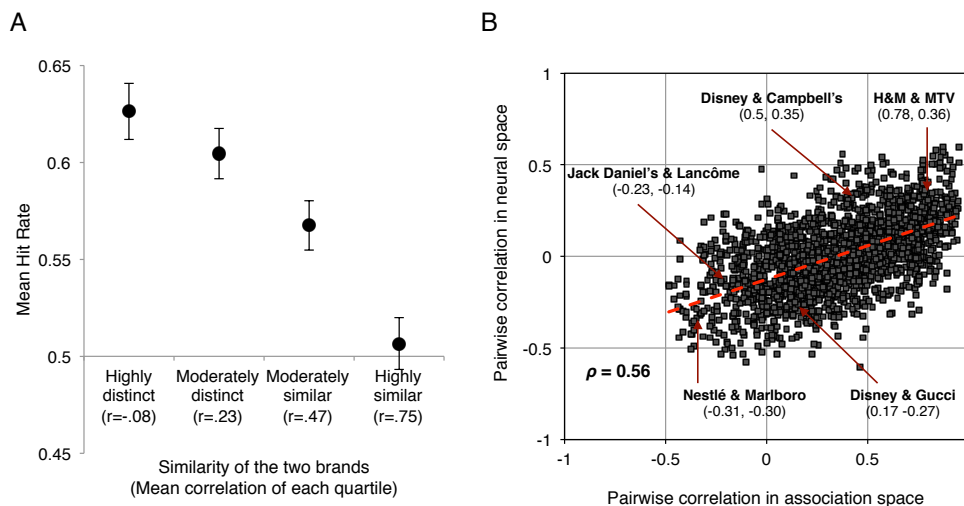 A
0.65
0.6
0.55
0.5
0.45
Mean Hit Rate
Highly distinct (r=-.08)
Moderately distinct (r=.23)
Moderately similar (r=.47)
Highly similar (r=.75)
Similarity of the two brands
(Mean correlation of each quartile)
B
1
0.5
0
-0.5
-1
Pairwise correlation in neural space
Disney & Campbell's
(0.5, 0.35)
H&M & MTV
(0.78, 0.36)
Jack Daniel's & Lancôme
(-0.23, -0.14)
ρ = 0.56
Nestlé & Marlboro
(-0.31, -0.30)
Disney & Gucci
(0.17 -0.27)
-1
-0.5
0
0.5
Pairwise correlation in association space